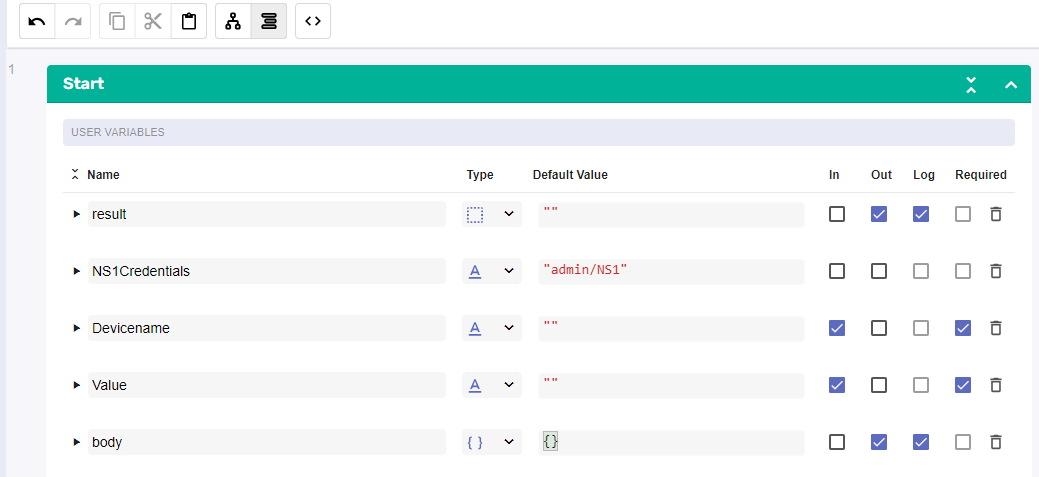 1
Start
USER VARIABLES
Name Type Default Value In Out Log Required
result ""
NS1Credentials A "admin/NS1"
Devicename A ""
Value A ""
body { } {}